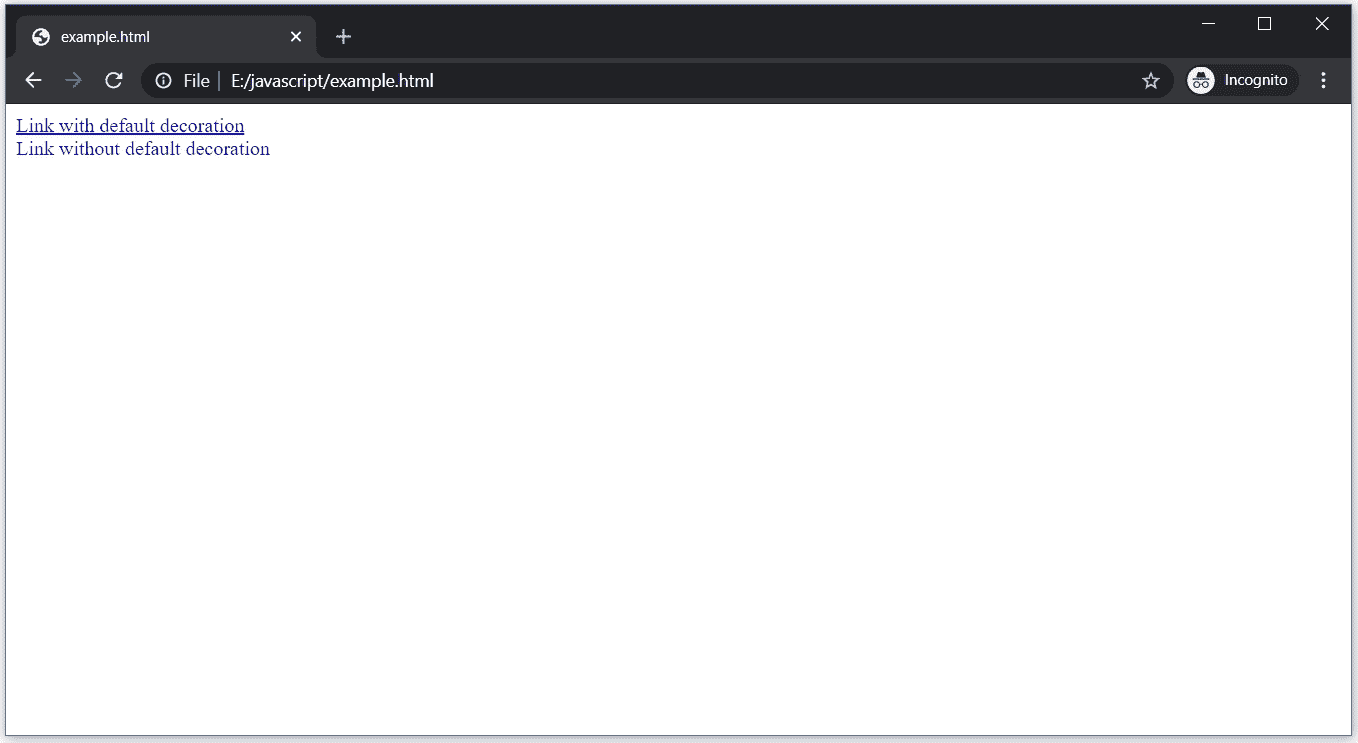 example.html
File | E:/javascript/example.html
Incognito
Link with default decoration
Link without default decoration